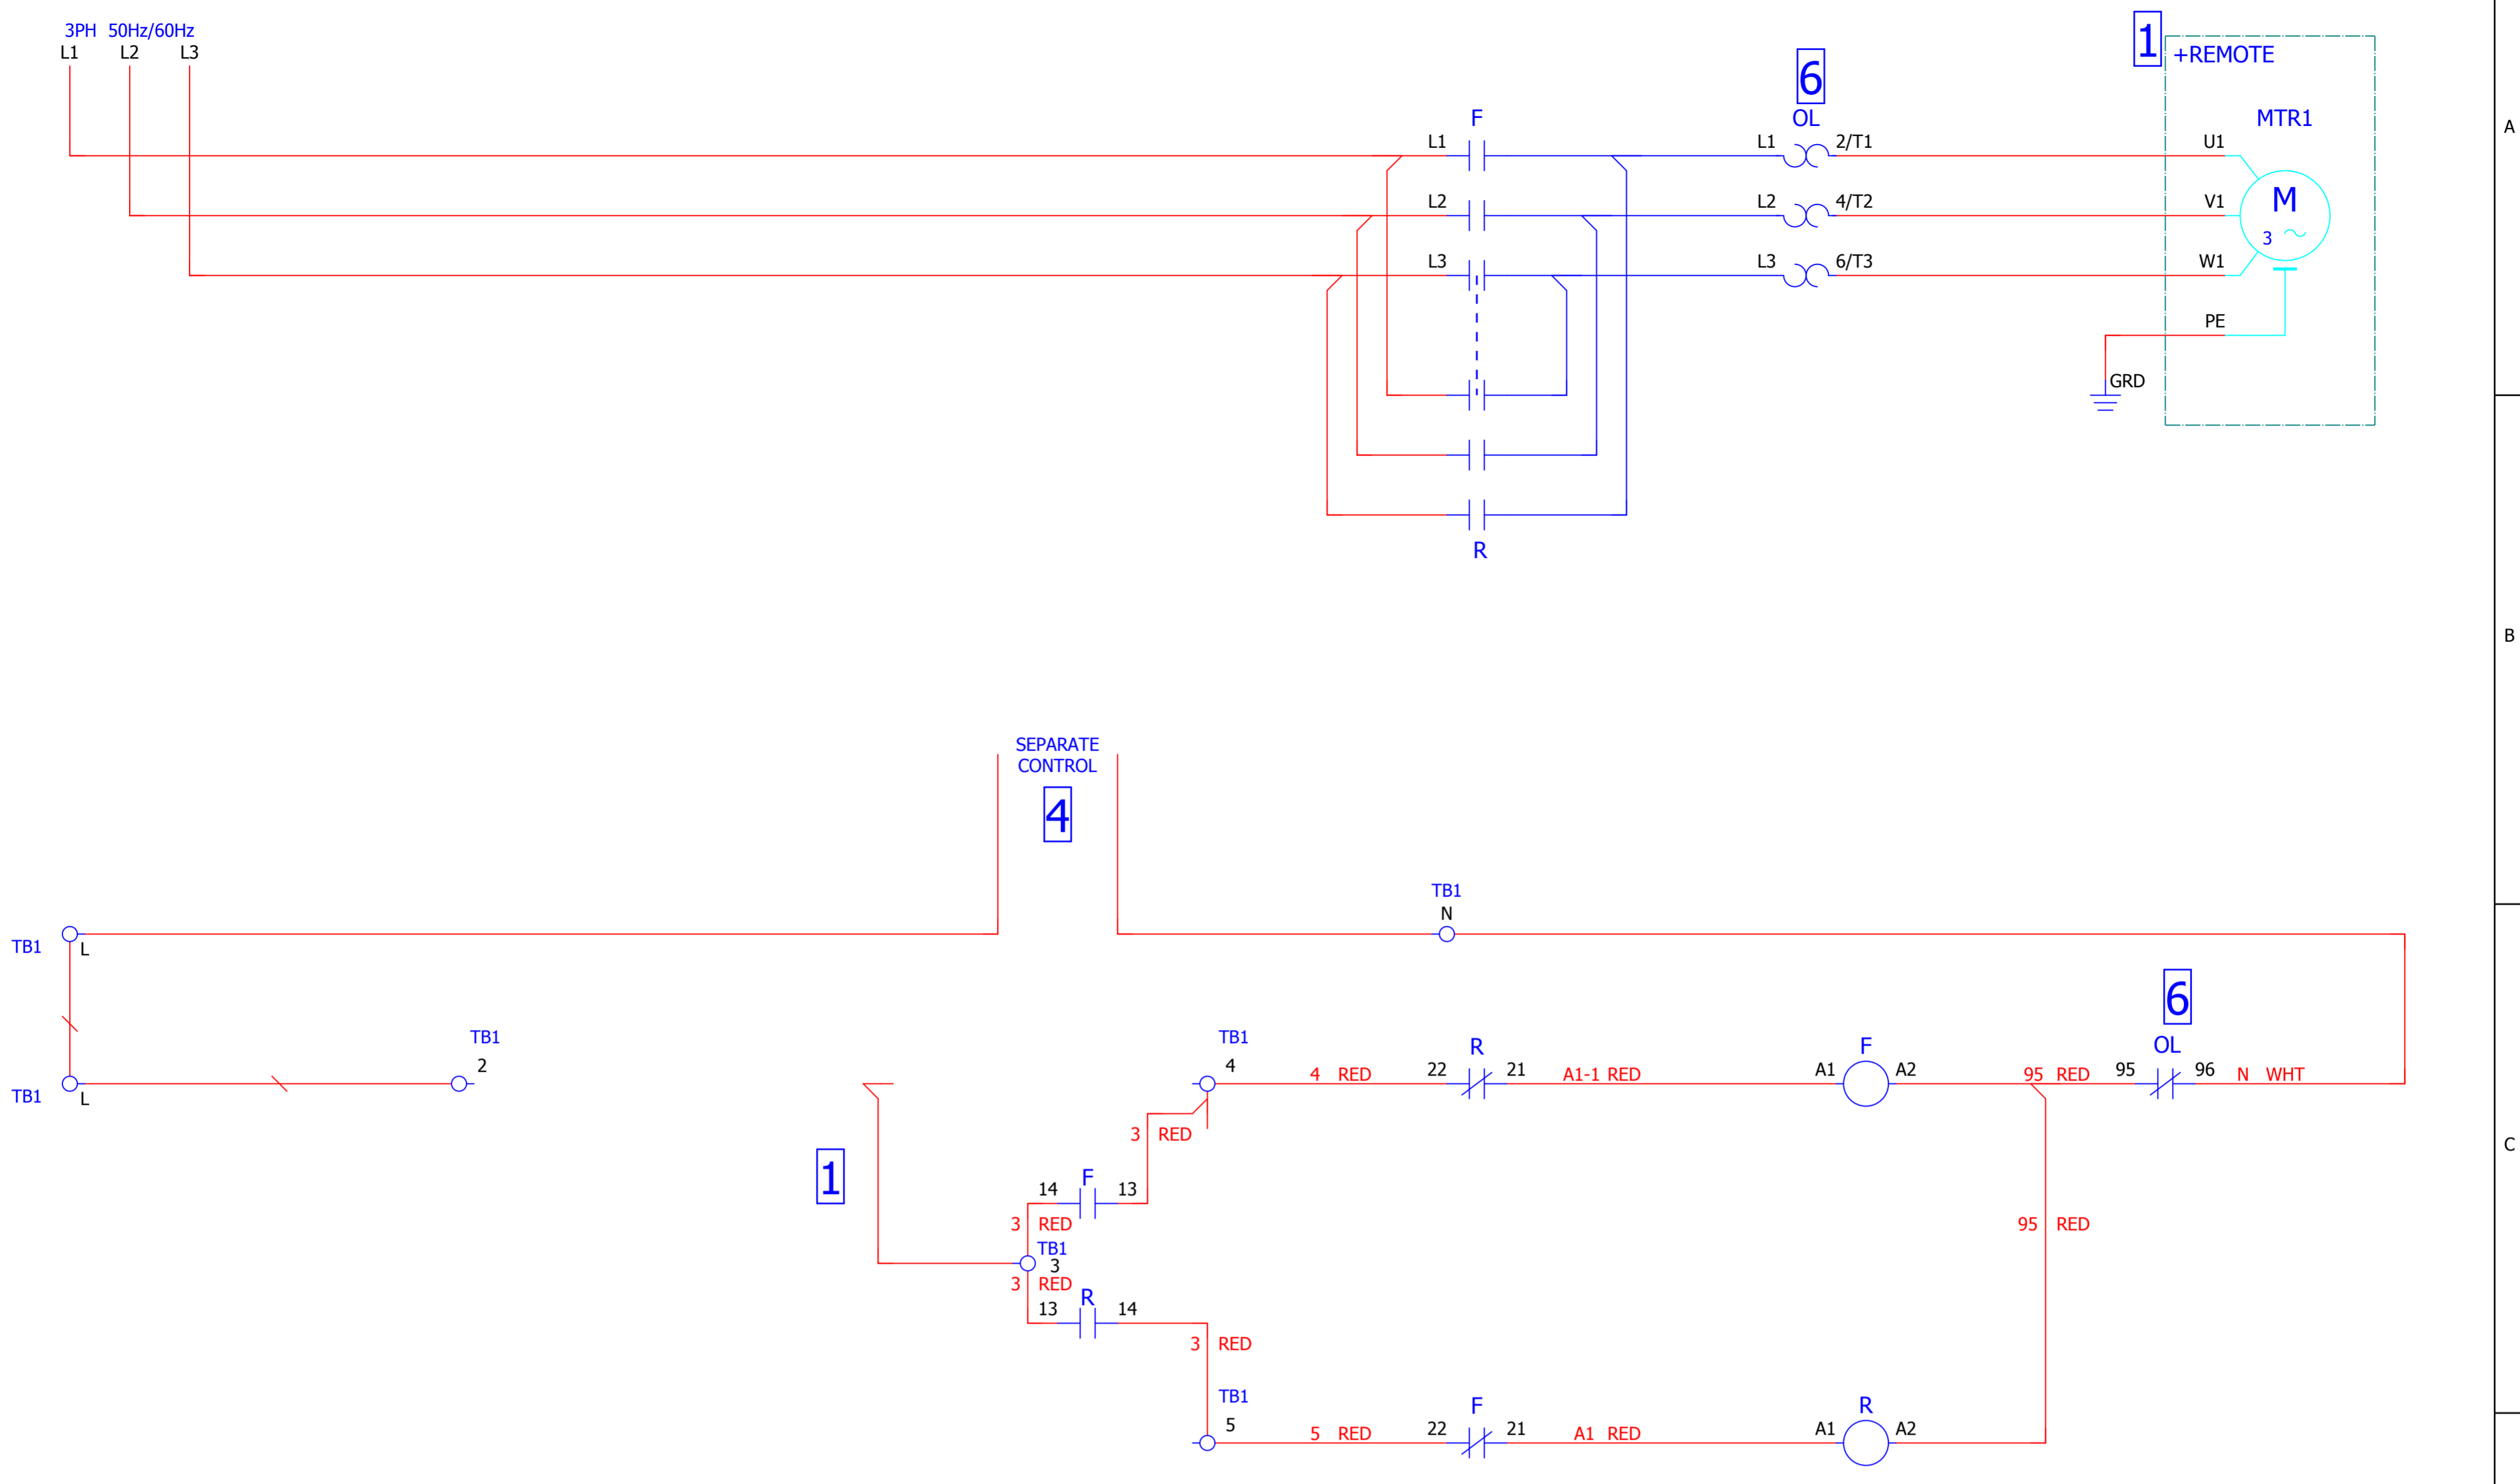 3PH 50Hz/60Hz
L1 L2 L3
1
+REMOTE
6
F
OL
MTR1
A
L1
L1
2/T1
U1
M
3
L2
L2
4/T2
V1
L3
L3
6/T3
W1
PE
GRD
R
B
SEPARATE
CONTROL
4
TB1
N
TB1
L
6
TB1
2
TB1
4
TB1
L
4 RED
22
R
21
A1-1 RED
A1
F
A2
95 RED
95
OL
96
N WHT
3 RED
C
1
14
F
13
3 RED
TB1
3
3 RED
95 RED
13
R
14
3 RED
TB1
5
5 RED
22
F
21
A1 RED
A1
R
A2